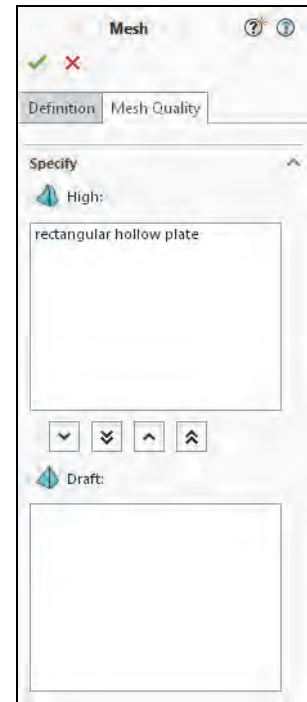 Mesh
Definition Mesh Quality
Specify
High:
rectangular hollow plate
Draft: